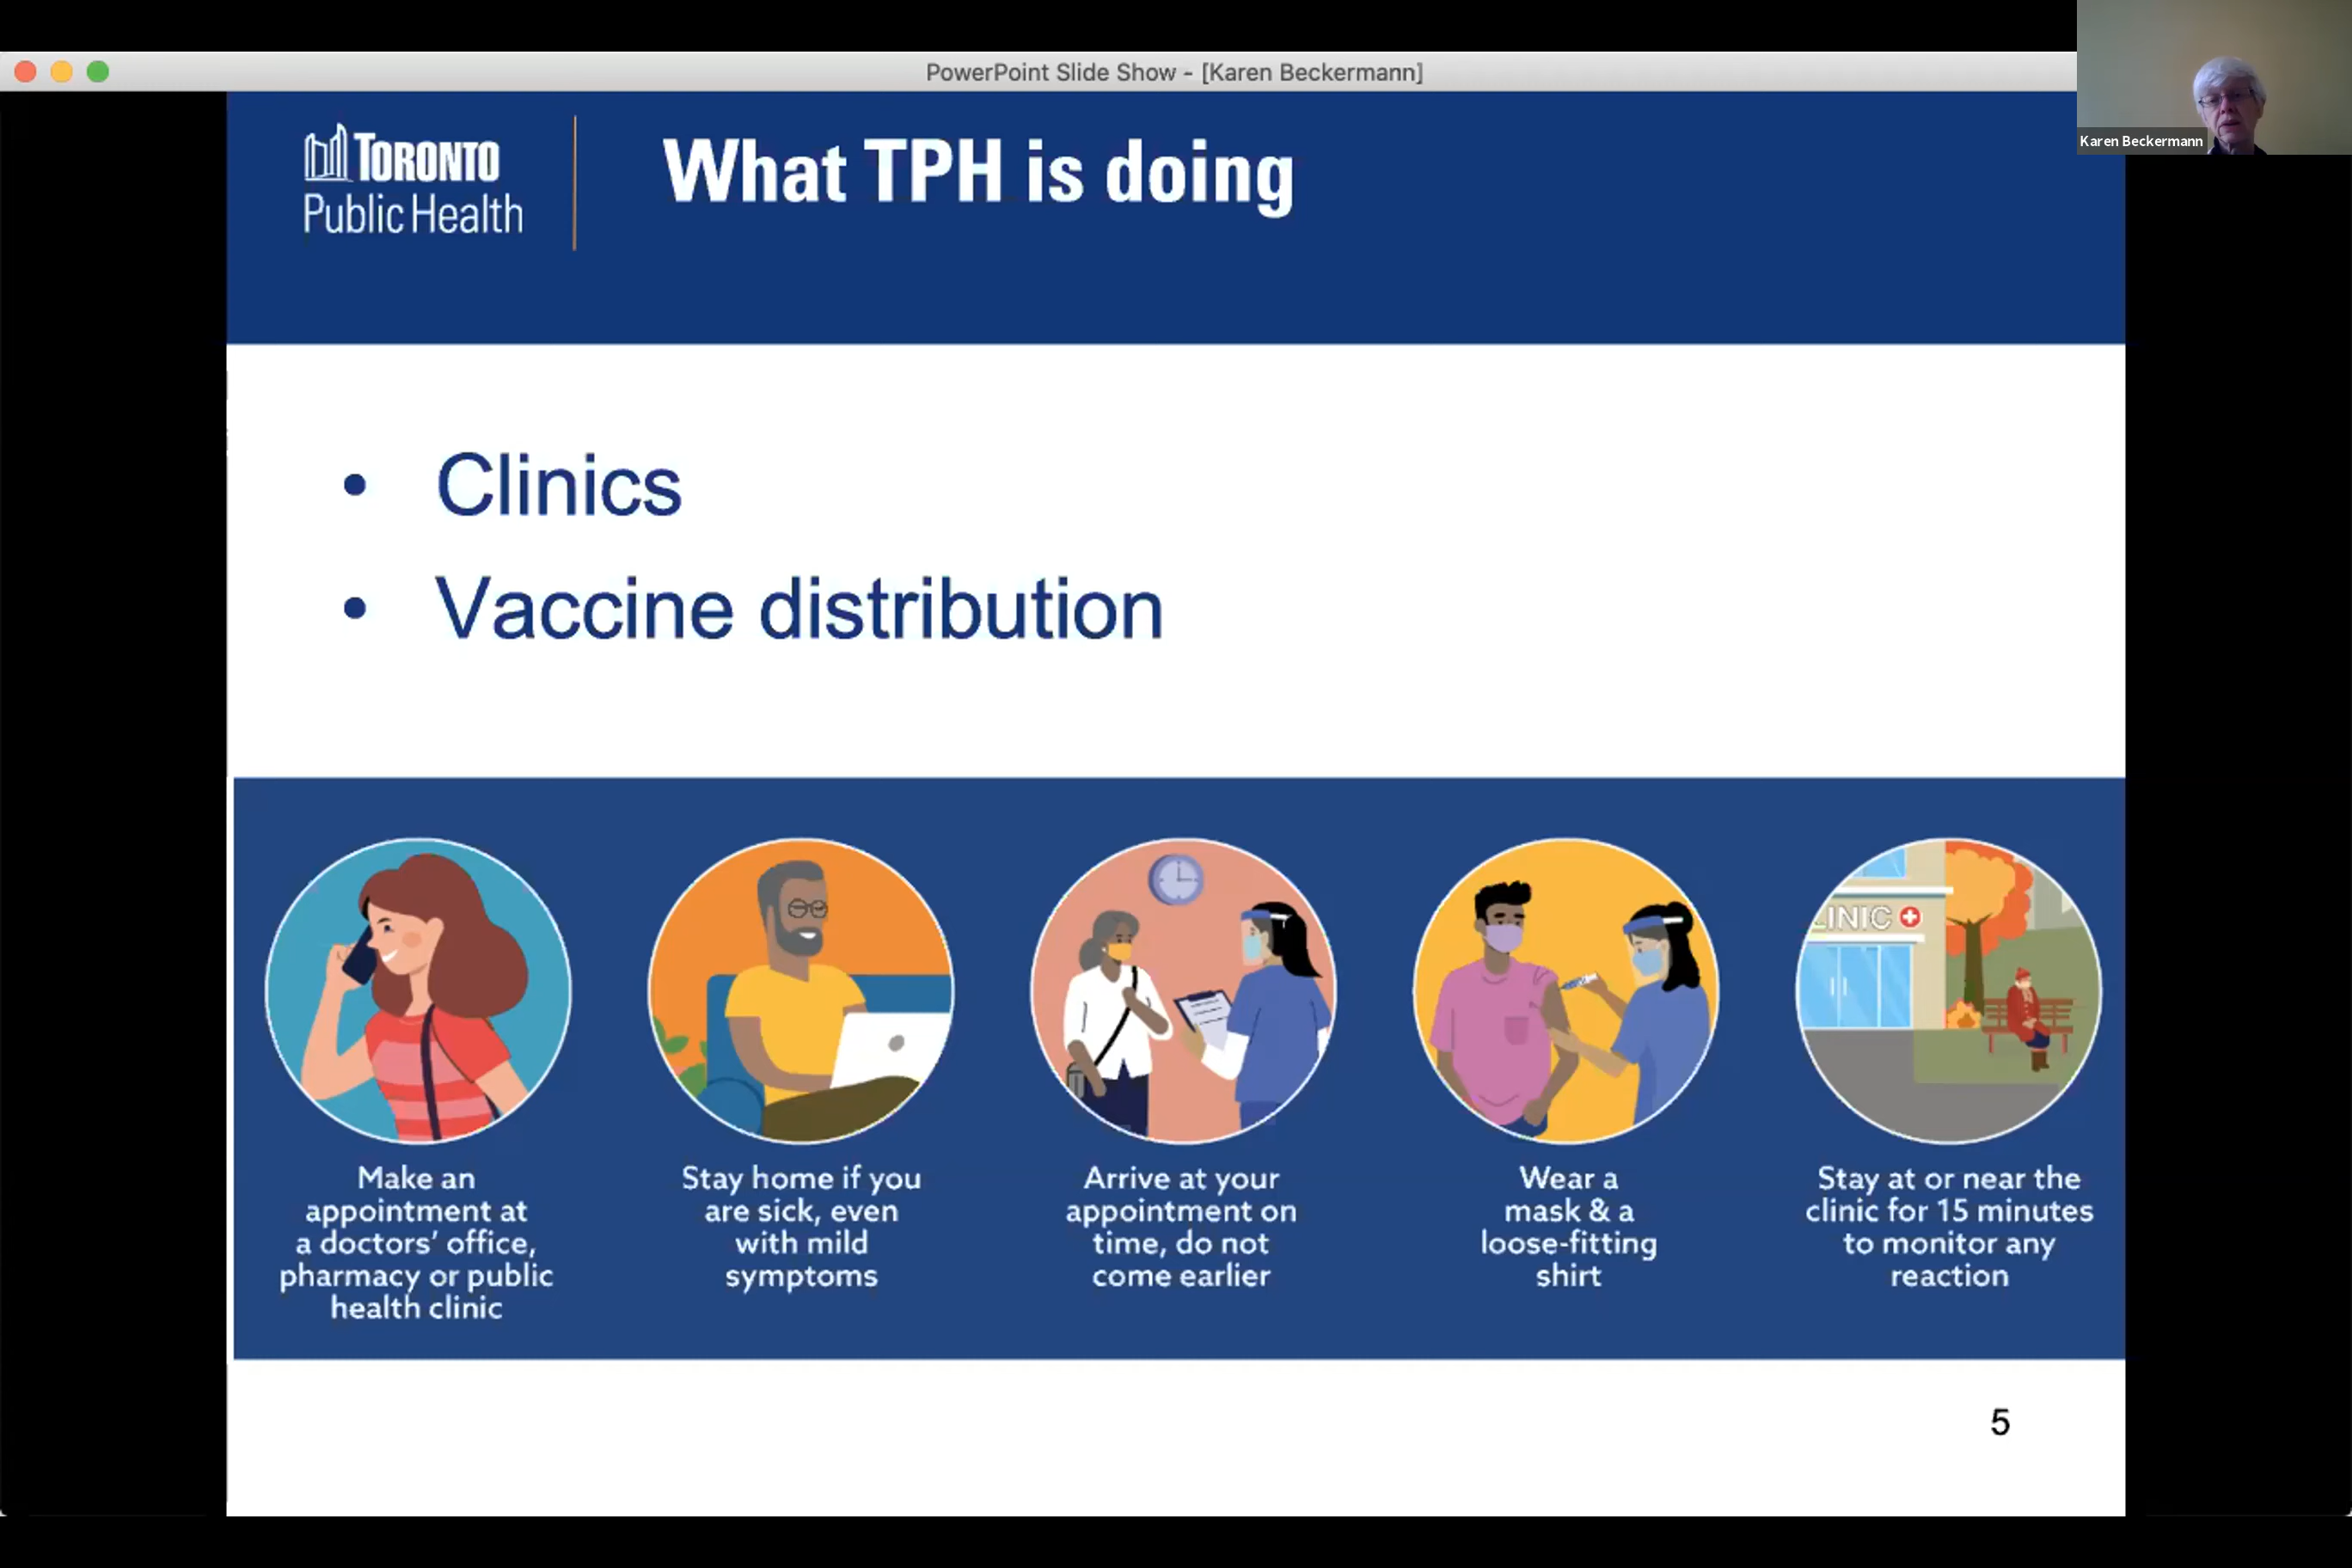 PowerPoint Slide Show - [Karen Beckermann]
Karen Beckermann
TORONTO
Public Health
What TPH is doing
• Clinics
• Vaccine distribution
LINIC
Make an
appointment at
a doctors’ office,
pharmacy or public
health clinic
Stay home if you
are sick, even
with mild
symptoms
Arrive at your
appointment on
time, do not
come earlier
Wear a
mask & a
loose-fitting
shirt
Stay at or near the
clinic for 15 minutes
to monitor any
reaction
5